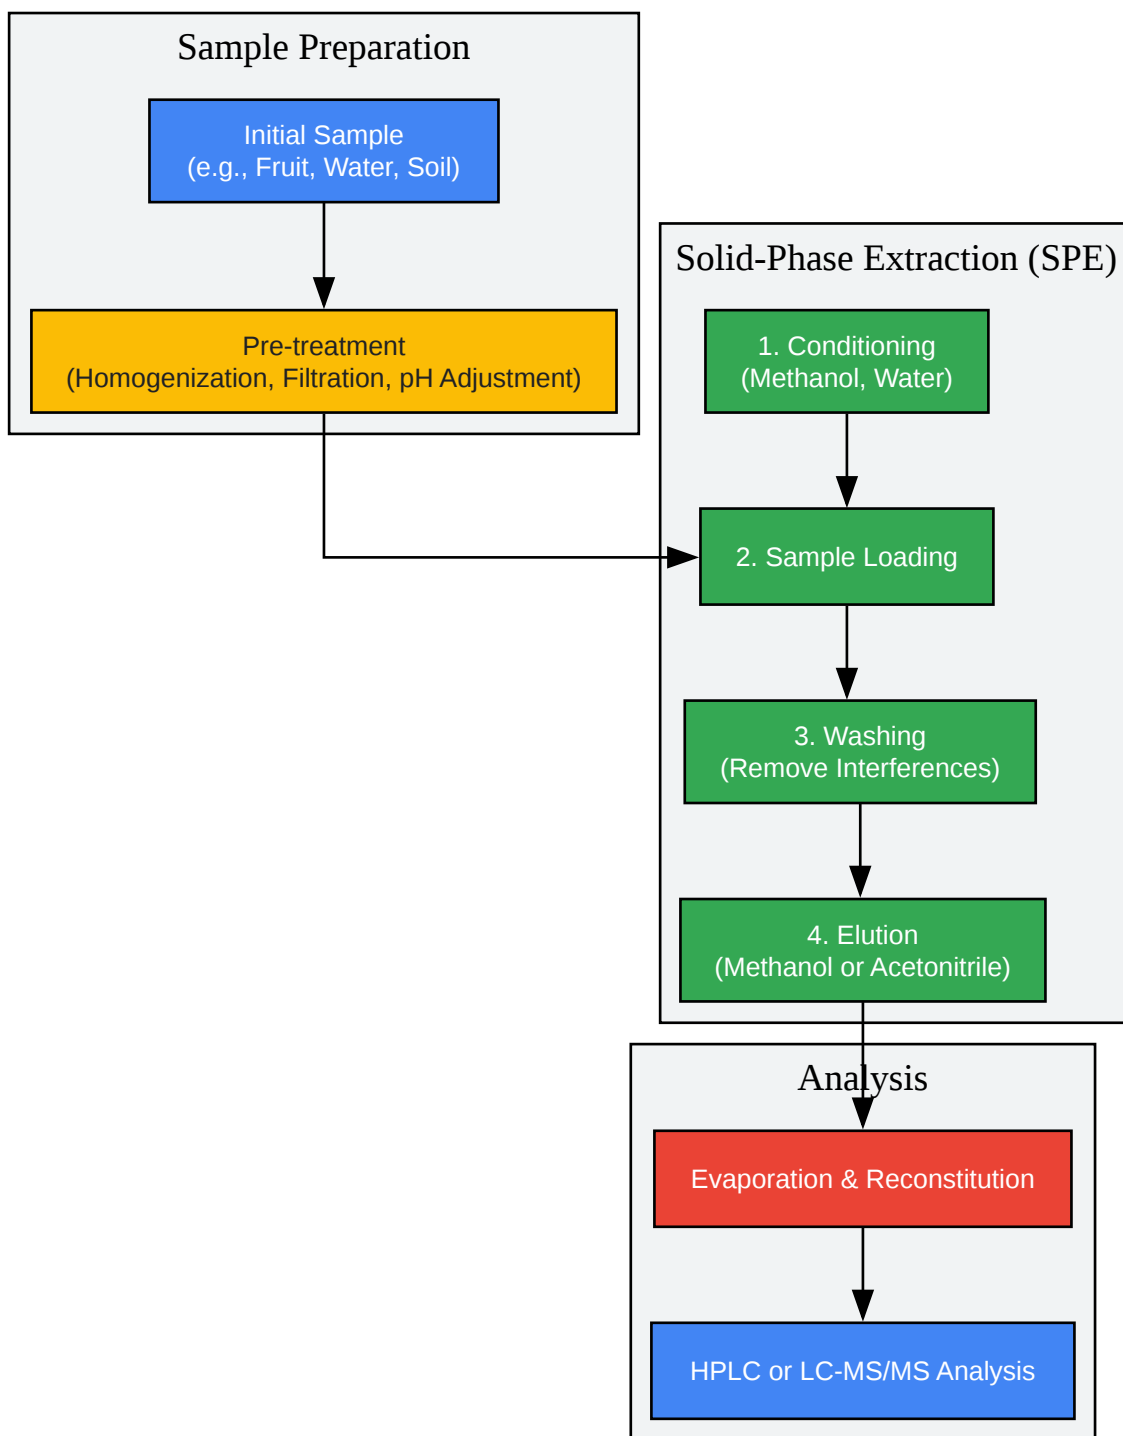 Sample Preparation
Initial Sample
(e.g., Fruit, Water, Soil)
Pre-treatment
(Homogenization, Filtration, pH Adjustment)
Solid-Phase Extraction (SPE)
1. Conditioning
(Methanol, Water)
2. Sample Loading
3. Washing
(Remove Interferences)
4. Elution
(Methanol or Acetonitrile)
Analysis
Evaporation & Reconstitution
HPLC or LC-MS/MS Analysis